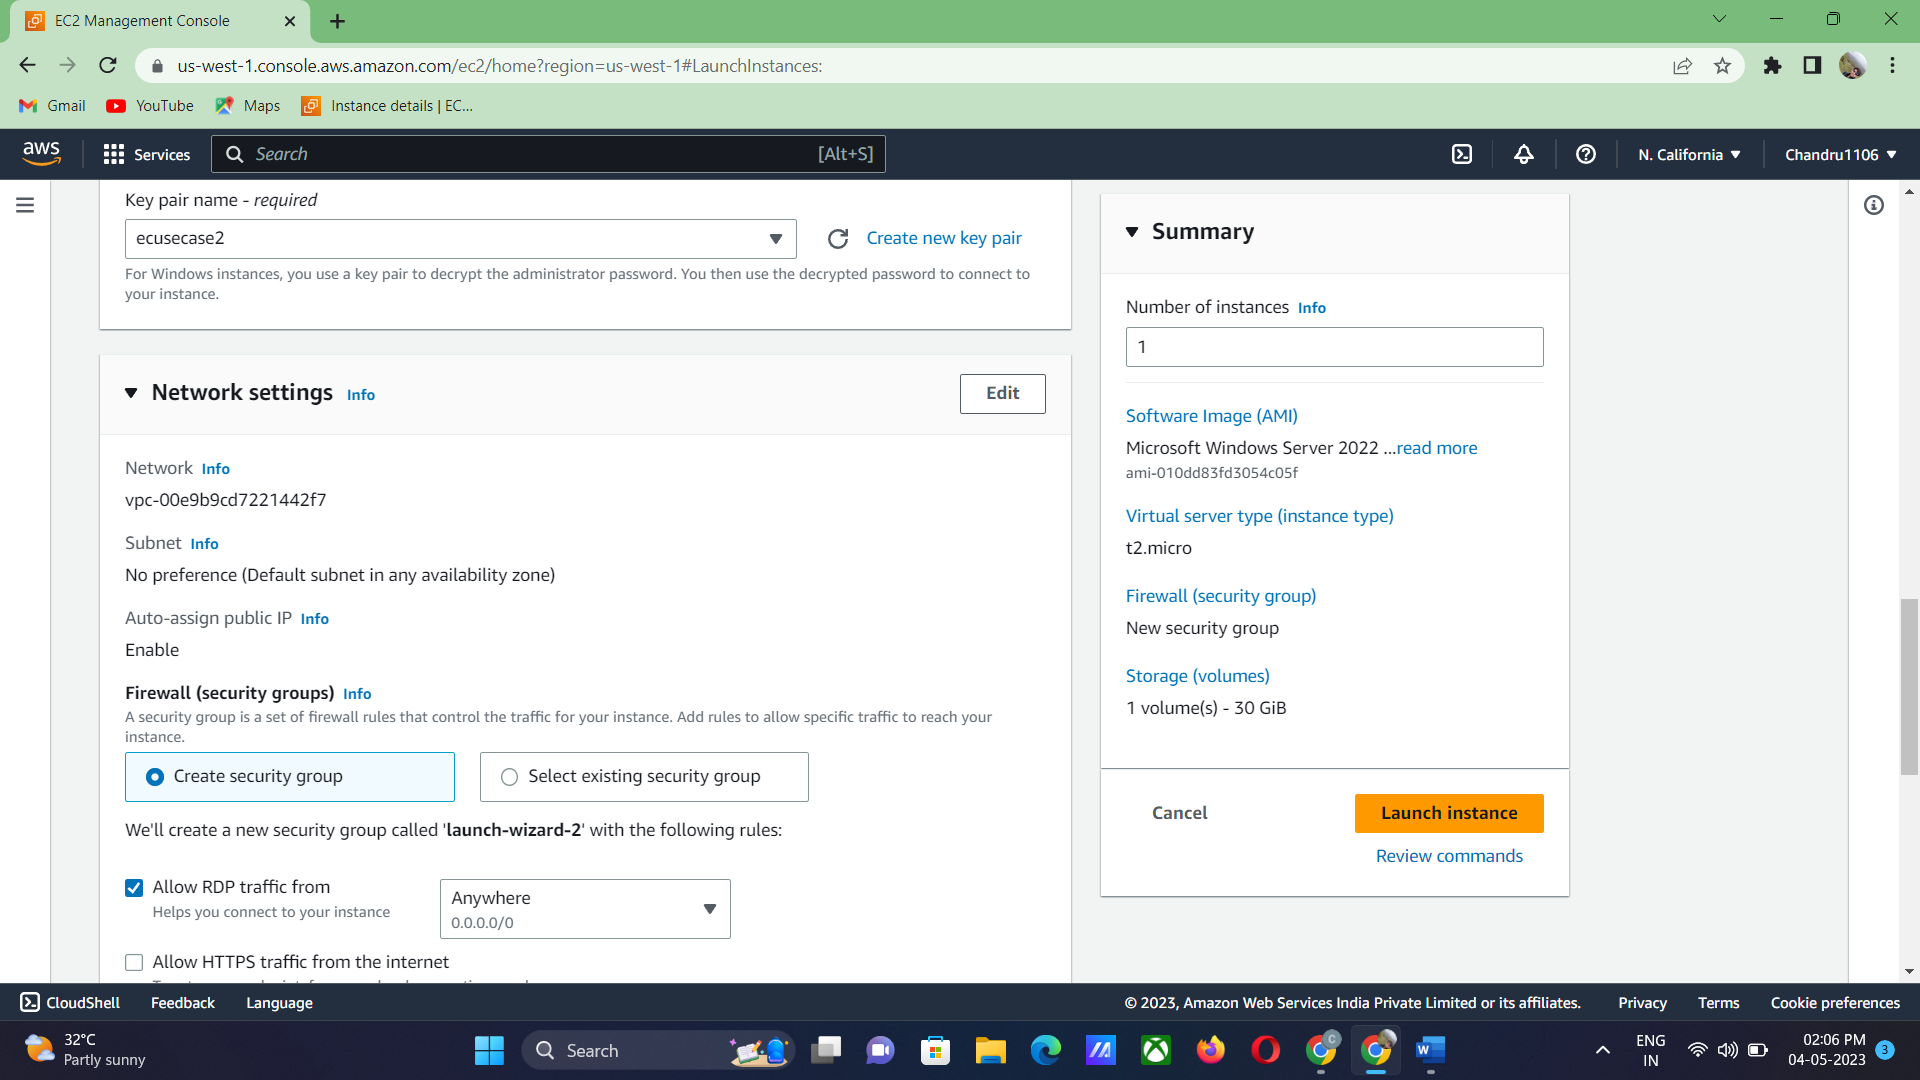 EC2 Management Console
us-west-1.console.aws.amazon.com/ec2/home?region=us-west-1#LaunchInstances:
Gmail YouTube Maps Instance details | EC...
aws Services Search [Alt+S] N. California Chandru1106
Key pair name - required
ecusecase2
Create new key pair
For Windows instances, you use a key pair to decrypt the administrator password. You then use the decrypted password to connect to
your instance.
Network settings Info
Edit
Network Info
vpc-00e9b9cd7221442f7
Subnet Info
No preference (Default subnet in any availability zone)
Auto-assign public IP Info
Enable
Firewall (security groups) Info
A security group is a set of firewall rules that control the traffic for your instance. Add rules to allow specific traffic to reach your
instance.
Create security group
Select existing security group
We'll create a new security group called 'launch-wizard-2' with the following rules:
Allow RDP traffic from
Helps you connect to your instance
Anywhere
0.0.0.0/0
Allow HTTPS traffic from the internet
Summary
Number of instances Info
1
Software Image (AMI)
Microsoft Windows Server 2022 ...read more
ami-010dd83fd3054c05f
Virtual server type (instance type)
t2.micro
Firewall (security group)
New security group
Storage (volumes)
1 volume(s) - 30 GiB
Cancel
Launch instance
Review commands
CloudShell Feedback Language © 2023, Amazon Web Services India Private Limited or its affiliates. Privacy Terms Cookie preferences
32°C
Partly sunny
Search
C
W
ENG
IN
02:06 PM
04-05-2023
3